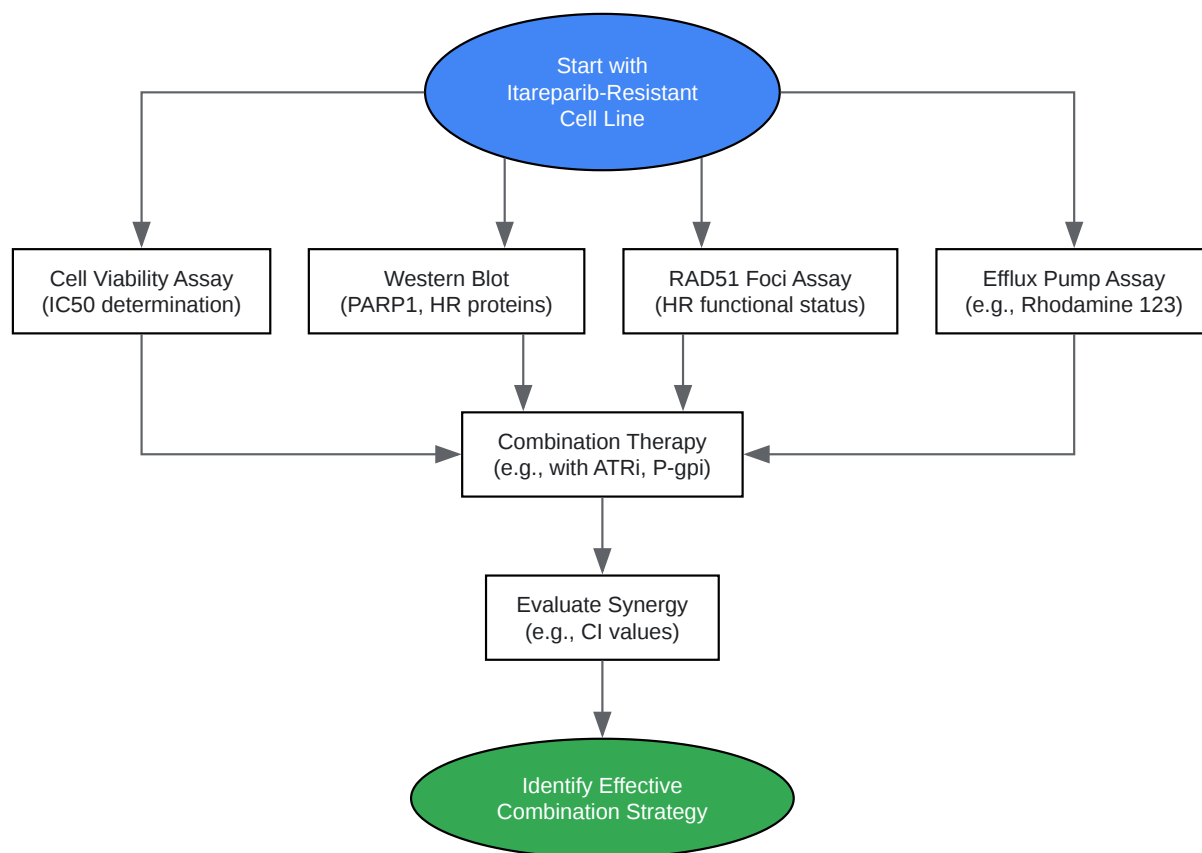 Start with
Itareparib-Resistant
Cell Line
Cell Viability Assay
(IC50 determination)
Western Blot
(PARP1, HR proteins)
RAD51 Foci Assay
(HR functional status)
Efflux Pump Assay
(e.g., Rhodamine 123)
Combination Therapy
(e.g., with ATRi, P-gpi)
Evaluate Synergy
(e.g., CI values)
Identify Effective
Combination Strategy